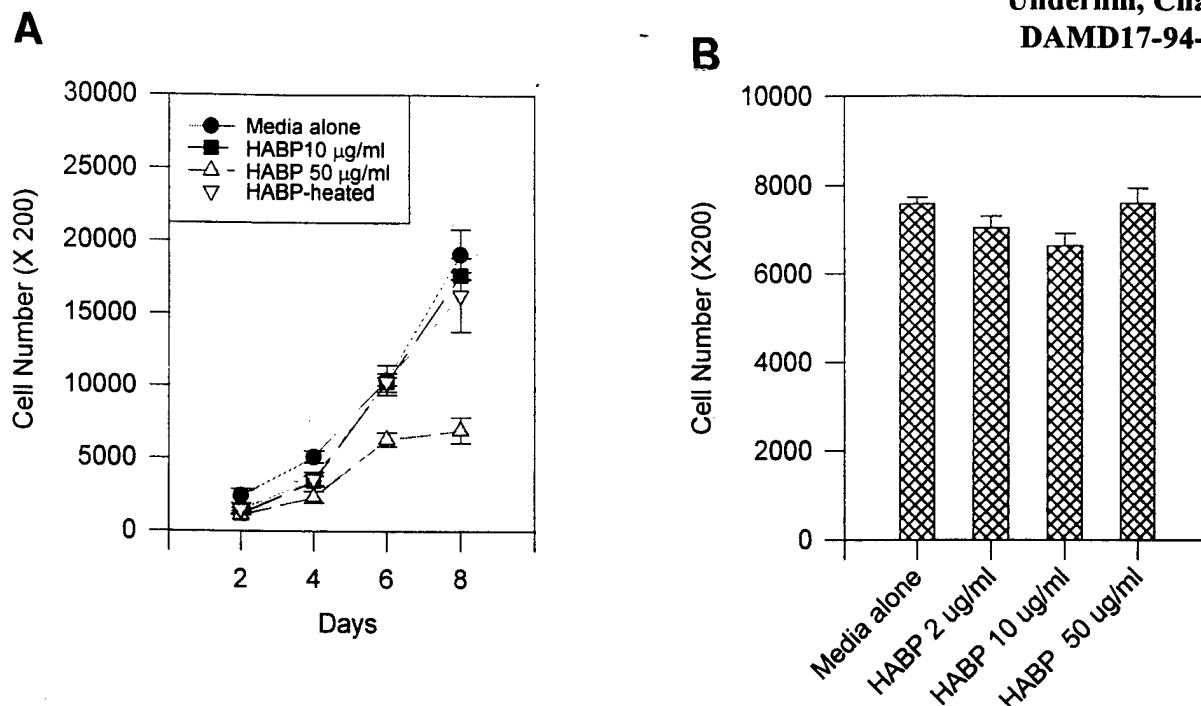 DAMD17-94-
A
B
30000
25000
20000
15000
10000
5000
0
Cell Number (X 200)
Media alone
HABP10 µg/ml
HABP 50 µg/ml
HABP-heated
2 4 6 8
Days
10000
8000
6000
4000
2000
0
Cell Number (X200)
Media alone
HABP 2 ug/ml
HABP 10 ug/ml
HABP 50 ug/ml